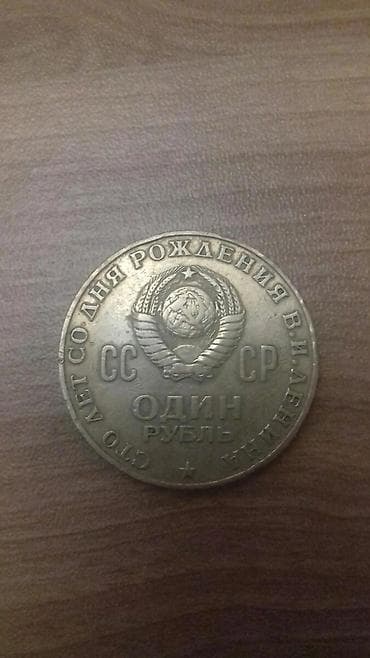 СТО ЛЕТ СО ДНЯ РОЖДЕНИЯ В.И.ЛЕНИНА
СС СР
ОДИН
РУБЛЬ